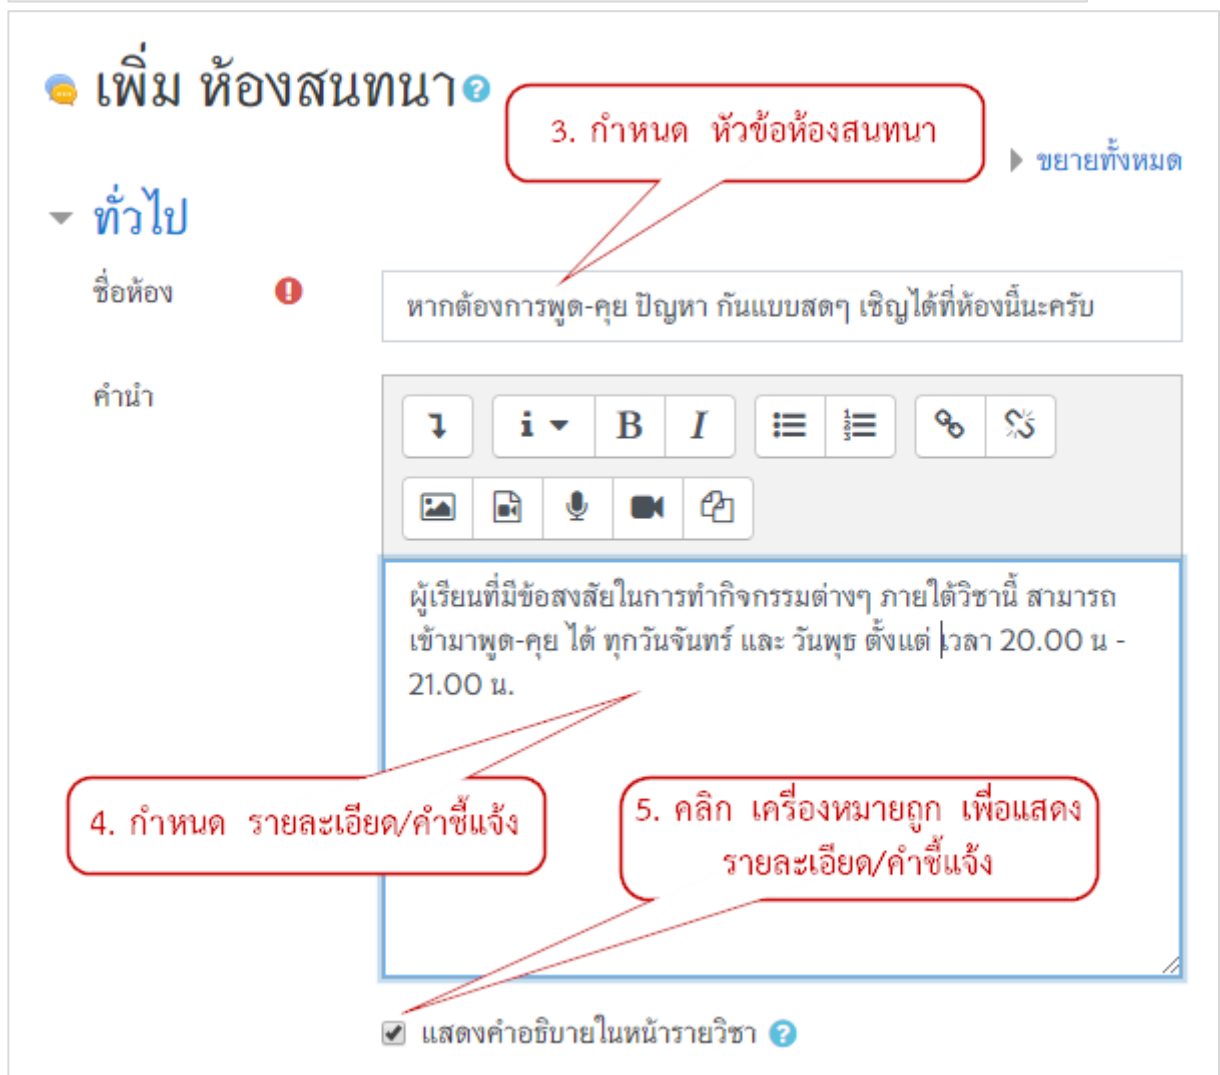 เพิ่ม ห้องสนทนา
3. กำหนด หัวข้อห้องสนทนา
ขยายทั้งหมด
ทั่วไป
ชื่อห้อง
หากต้องการพูด-คุย ปัญหา กันแบบสดๆ เชิญได้ที่ห้องนี้นะครับ
คำนำ
ผู้เรียนที่มีข้อสงสัยในการทำกิจกรรมต่างๆ ภายใต้วิชานี้ สามารถ
เข้ามาพูด-คุย ได้ ทุกวันจันทร์ และ วันพุธ ตั้งแต่ เวลา 20.00 น -
21.00 น.
4. กำหนด รายละเอียด/คำชี้แจ้ง
5. คลิก เครื่องหมายถูก เพื่อแสดง
รายละเอียด/คำชี้แจ้ง
แสดงคำอธิบายในหน้ารายวิชา